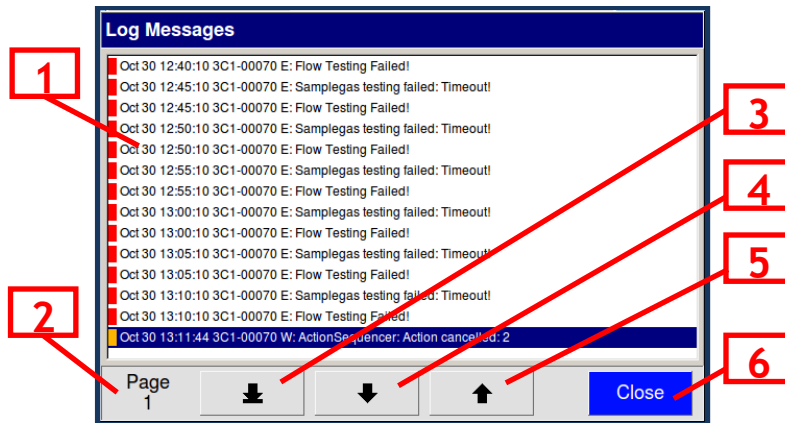 Log Messages
Oct 30 12:40:10 3C1-00070 E: Flow Testing Failed!
Oct 30 12:45:10 3C1-00070 E: Samplegas testing failed: Timeout!
Oct 30 12:45:10 3C1-00070 E: Flow Testing Failed!
Oct 30 12:50:10 3C1-00070 E: Samplegas testing failed: Timeout!
Oct 30 12:50:10 3C1-00070 E: Flow Testing Failed!
Oct 30 12:55:10 3C1-00070 E: Samplegas testing failed: Timeout!
Oct 30 12:55:10 3C1-00070 E: Flow Testing Failed!
Oct 30 13:00:10 3C1-00070 E: Samplegas testing failed: Timeout!
Oct 30 13:00:10 3C1-00070 E: Flow Testing Failed!
Oct 30 13:05:10 3C1-00070 E: Samplegas testing failed: Timeout!
Oct 30 13:05:10 3C1-00070 E: Flow Testing Failed!
Oct 30 13:10:10 3C1-00070 E: Samplegas testing failed: Timeout!
Oct 30 13:10:10 3C1-00070 E: Flow Testing Failed!
Oct 30 13:11:44 3C1-00070 W: ActionSequencer: Action cancelled: 2
Page
1
Close
1
2
3
4
5
6